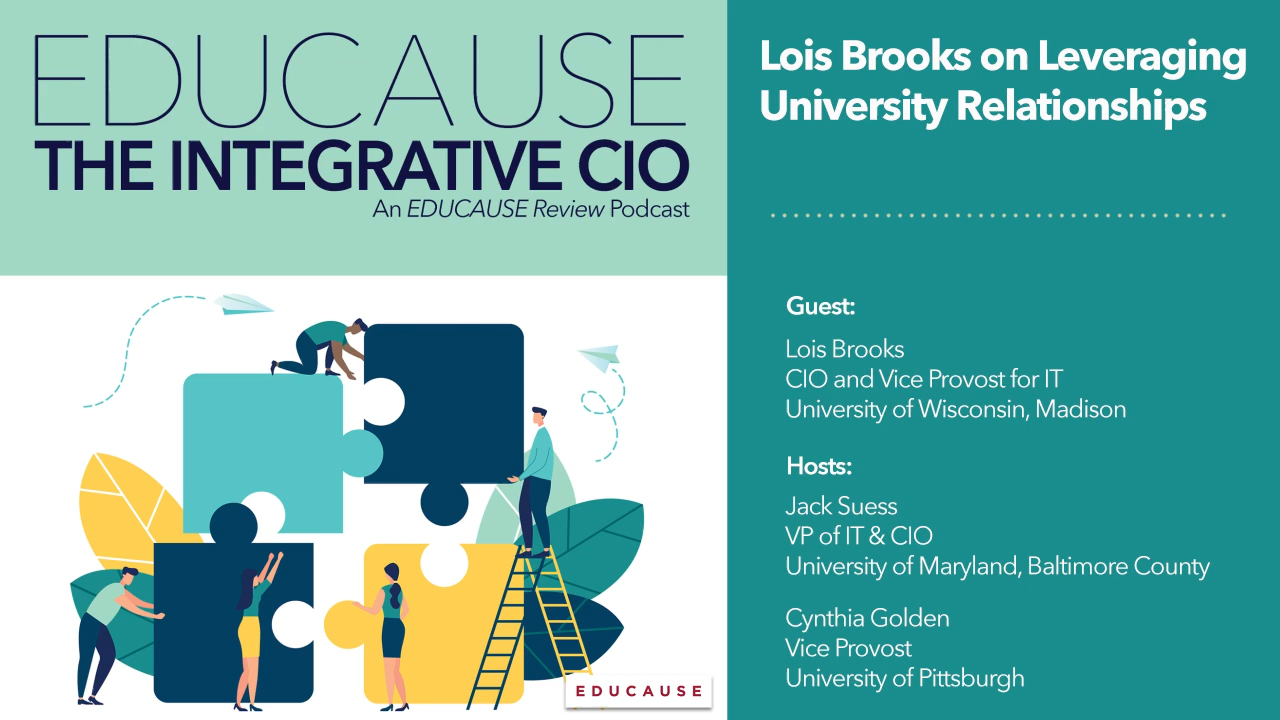 EDUCAUSE
THE INTEGRATIVE CIO
An EDUCAUSE Review Podcast
Lois Brooks on Leveraging
University Relationships
Guest:
Lois Brooks
CIO and Vice Provost for IT
University of Wisconsin, Madison
Hosts:
Jack Suess
VP of IT & CIO
University of Maryland, Baltimore County
Cynthia Golden
Vice Provost
University of Pittsburgh
EDUCAUSE